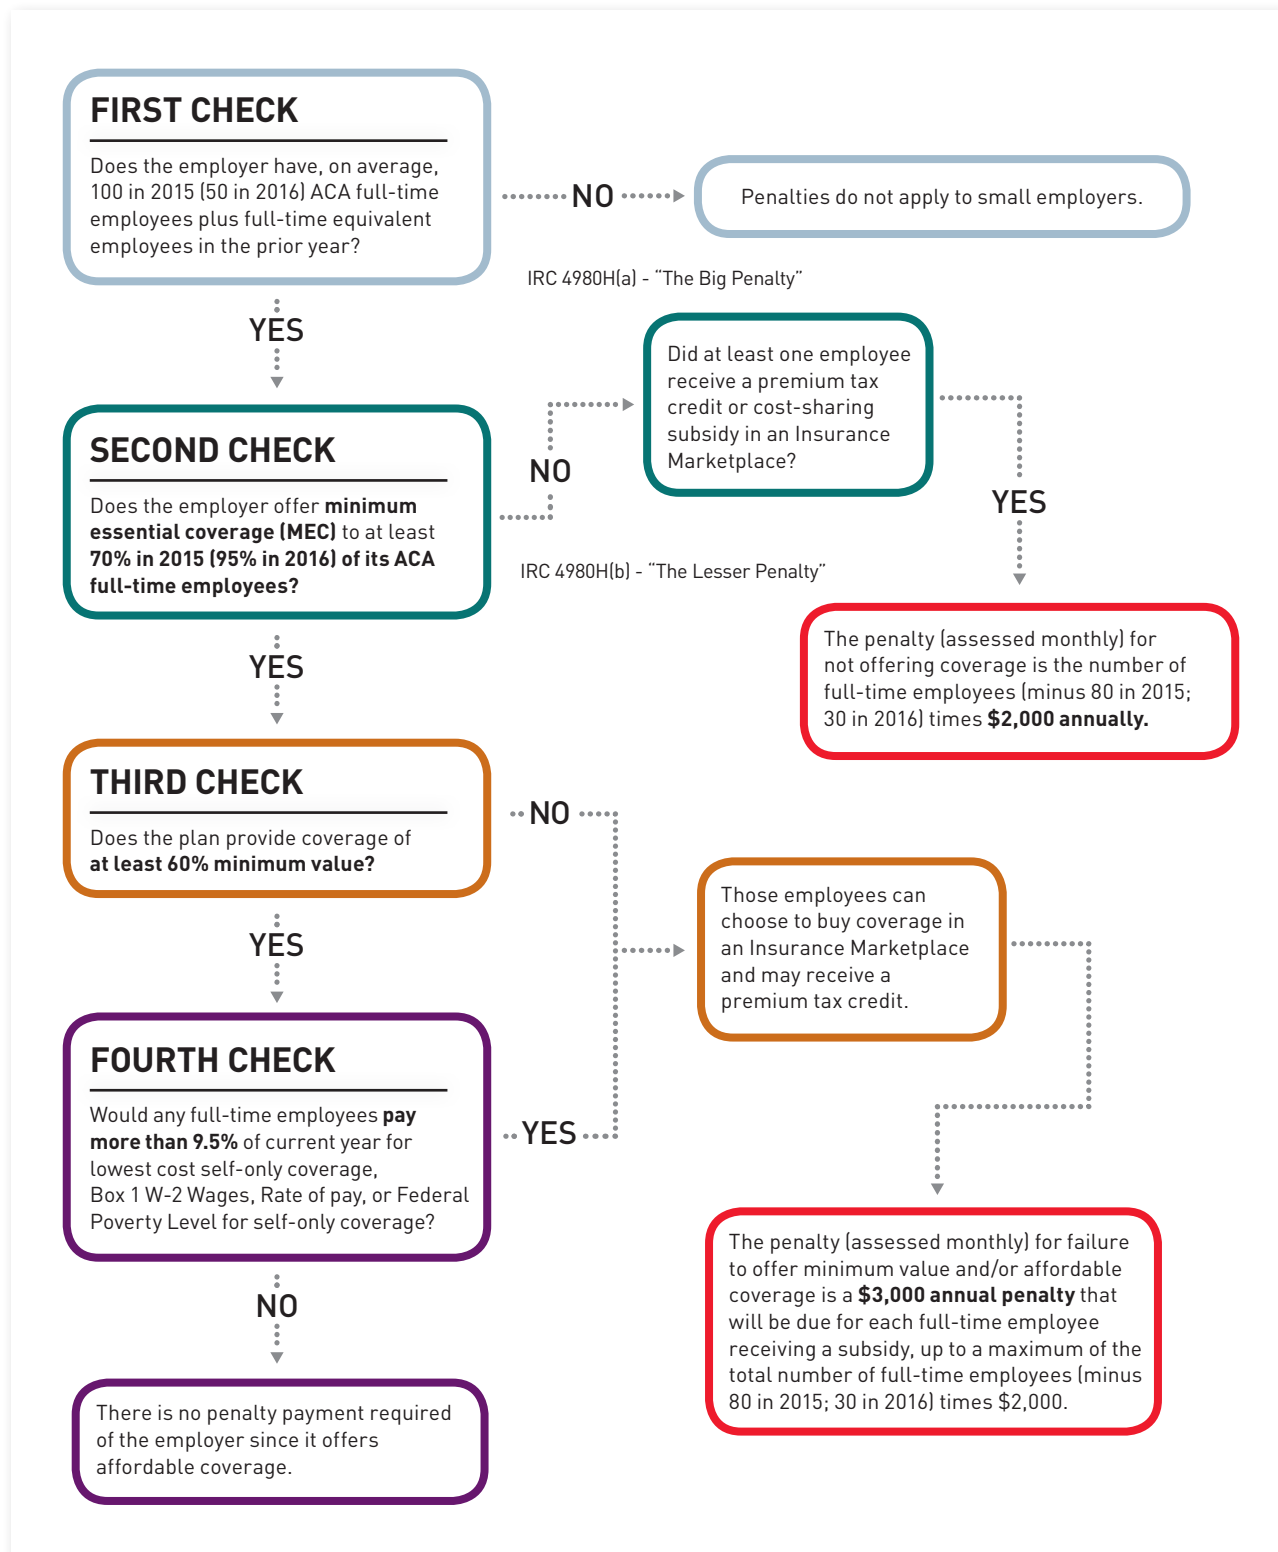 FIRST CHECK
Does the employer have, on average,
100 in 2015 (50 in 2016) ACA full-time
employees plus full-time equivalent
employees in the prior year?
NO
Penalties do not apply to small employers.
IRC 4980H(a) - “The Big Penalty”
YES
Did at least one employee
receive a premium tax
credit or cost-sharing
subsidy in an Insurance
Marketplace?
SECOND CHECK
Does the employer offer minimum
essential coverage (MEC) to at least
70% in 2015 (95% in 2016) of its ACA
full-time employees?
NO
YES
IRC 4980H(b) - “The Lesser Penalty”
The penalty (assessed monthly) for
not offering coverage is the number of
full-time employees (minus 80 in 2015;
30 in 2016) times $2,000 annually.
YES
THIRD CHECK
Does the plan provide coverage of
at least 60% minimum value?
NO
Those employees can
choose to buy coverage in
an Insurance Marketplace
and may receive a
premium tax credit.
YES
FOURTH CHECK
Would any full-time employees pay
more than 9.5% of current year for
lowest cost self-only coverage,
Box 1 W-2 Wages, Rate of pay, or Federal
Poverty Level for self-only coverage?
YES
The penalty (assessed monthly) for failure
to offer minimum value and/or affordable
coverage is a $3,000 annual penalty that
will be due for each full-time employee
receiving a subsidy, up to a maximum of the
total number of full-time employees (minus
80 in 2015; 30 in 2016) times $2,000.
NO
There is no penalty payment required
of the employer since it offers
affordable coverage.